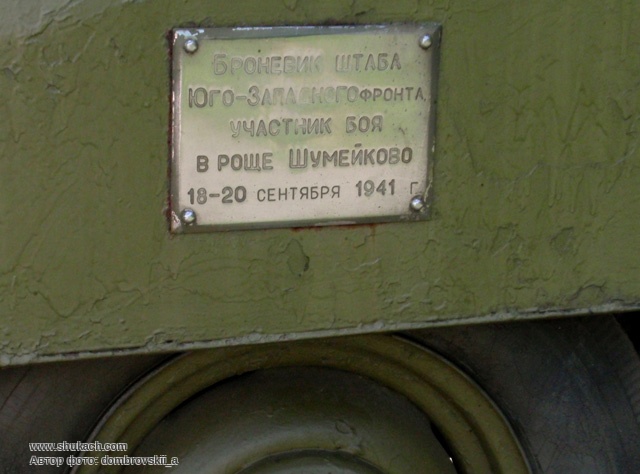 Броневик штаба
Юго-Западного фронта,
участник боя
в роще Шумейково
18-20 сентября 1941 г.
www.shukach.com
Автор фото: dombrovskii_a